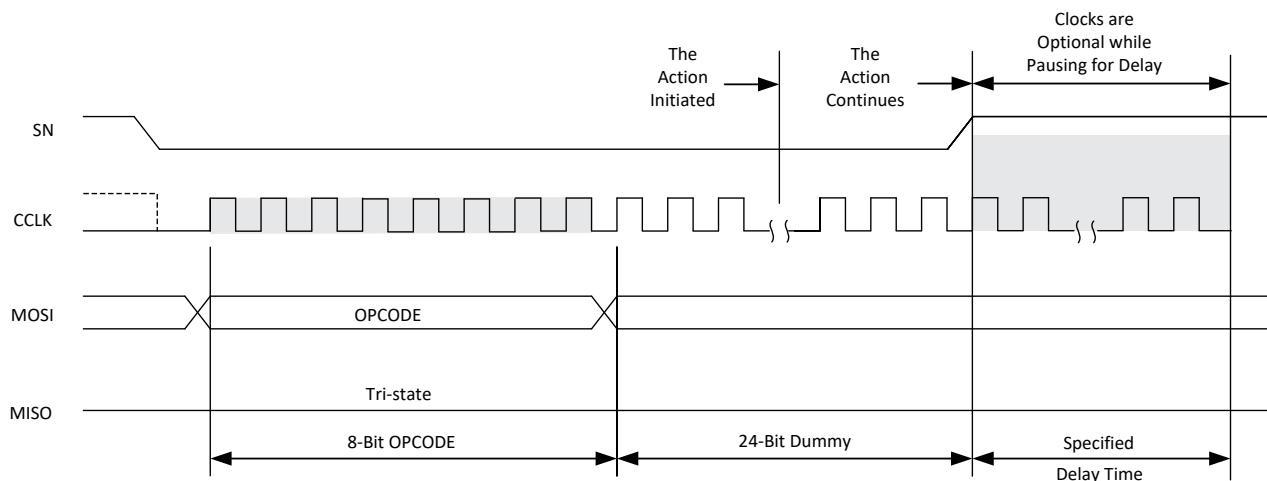 Clocks are
Optional while
Pausing for Delay
The
Action
Initiated
The
Action
Continues
SN
CCLK
MOSI
OPCODE
MISO
Tri-state
8-Bit OPCODE
24-Bit Dummy
Specified
Delay Time